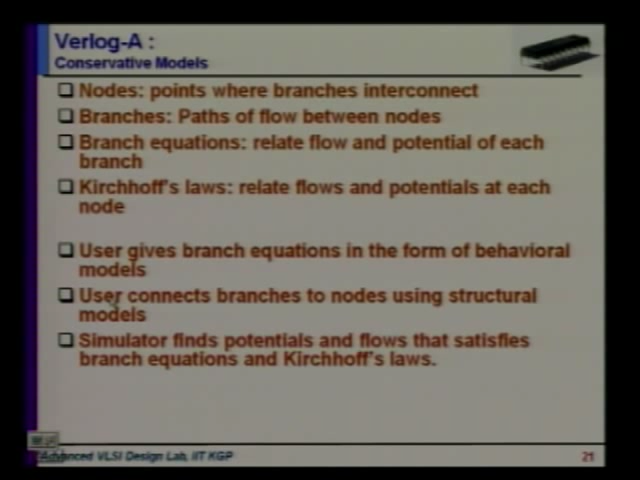 Verlog-A :
Conservative Models
Nodes: points where branches interconnect
Branches: Paths of flow between nodes
Branch equations: relate flow and potential of each
branch
Kirchhoff's laws: relate flows and potentials at each
node
User gives branch equations in the form of behavioral
models
User connects branches to nodes using structural
models
Simulator finds potentials and flows that satisfies
branch equations and Kirchhoff's laws.
Advanced VLSI Design Lab, IIT KGP
21